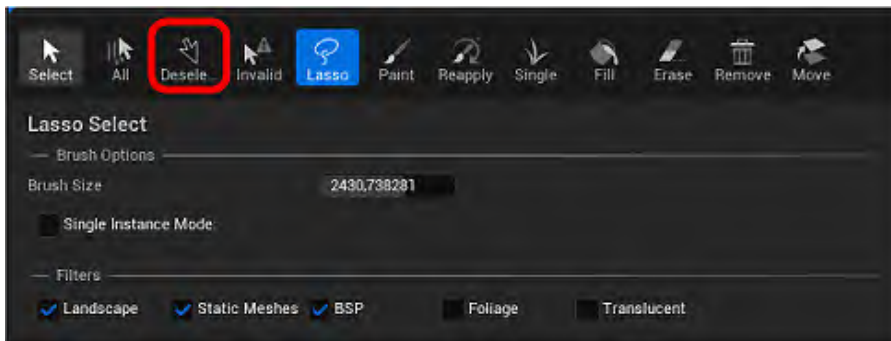 Select All Desele... Invalid Lasso Paint Reapply Single Fill Erase Remove Move
Lasso Select
Brush Options
Brush Size 2430,738281
Single Instance Mode
Filters
Landscape Static Meshes BSP Foliage Translucent